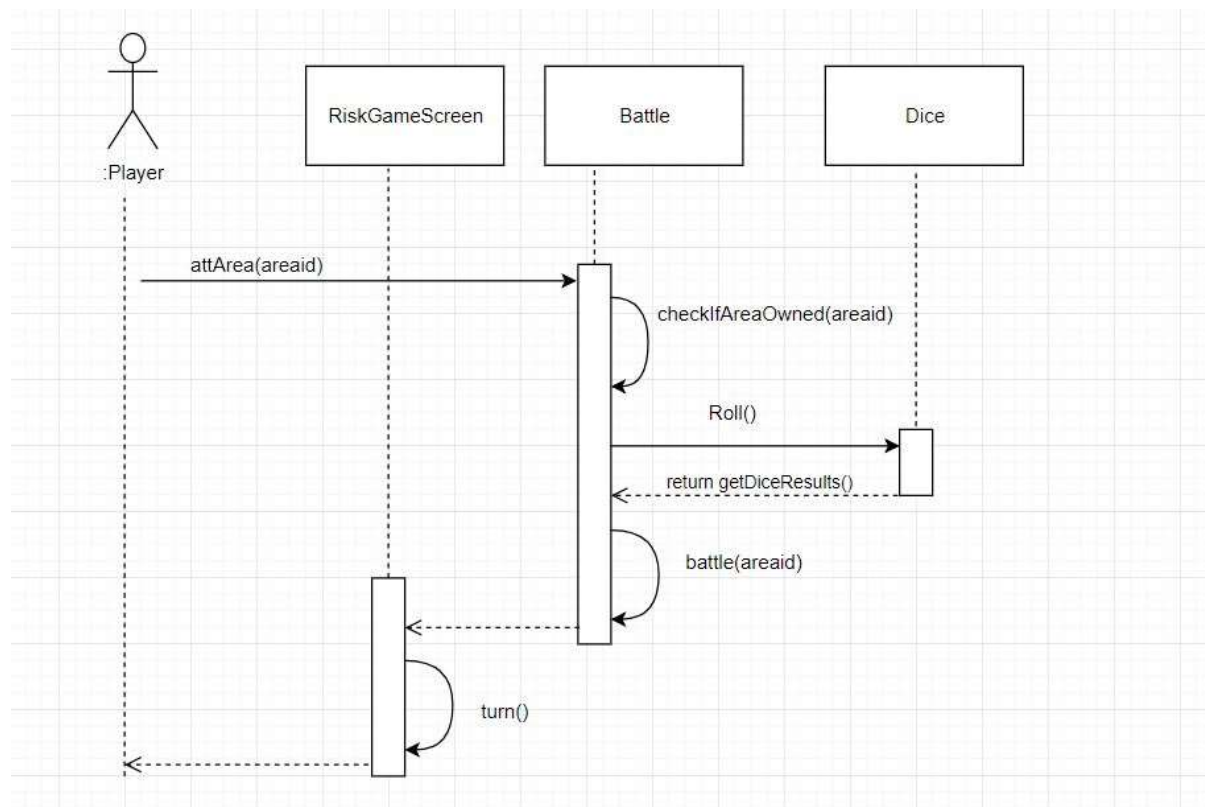 :Player
RiskGameScreen
Battle
Dice
attArea(areaid)
checkIfAreaOwned(areaid)
Roll()
return getDiceResults()
battle(areaid)
turn()